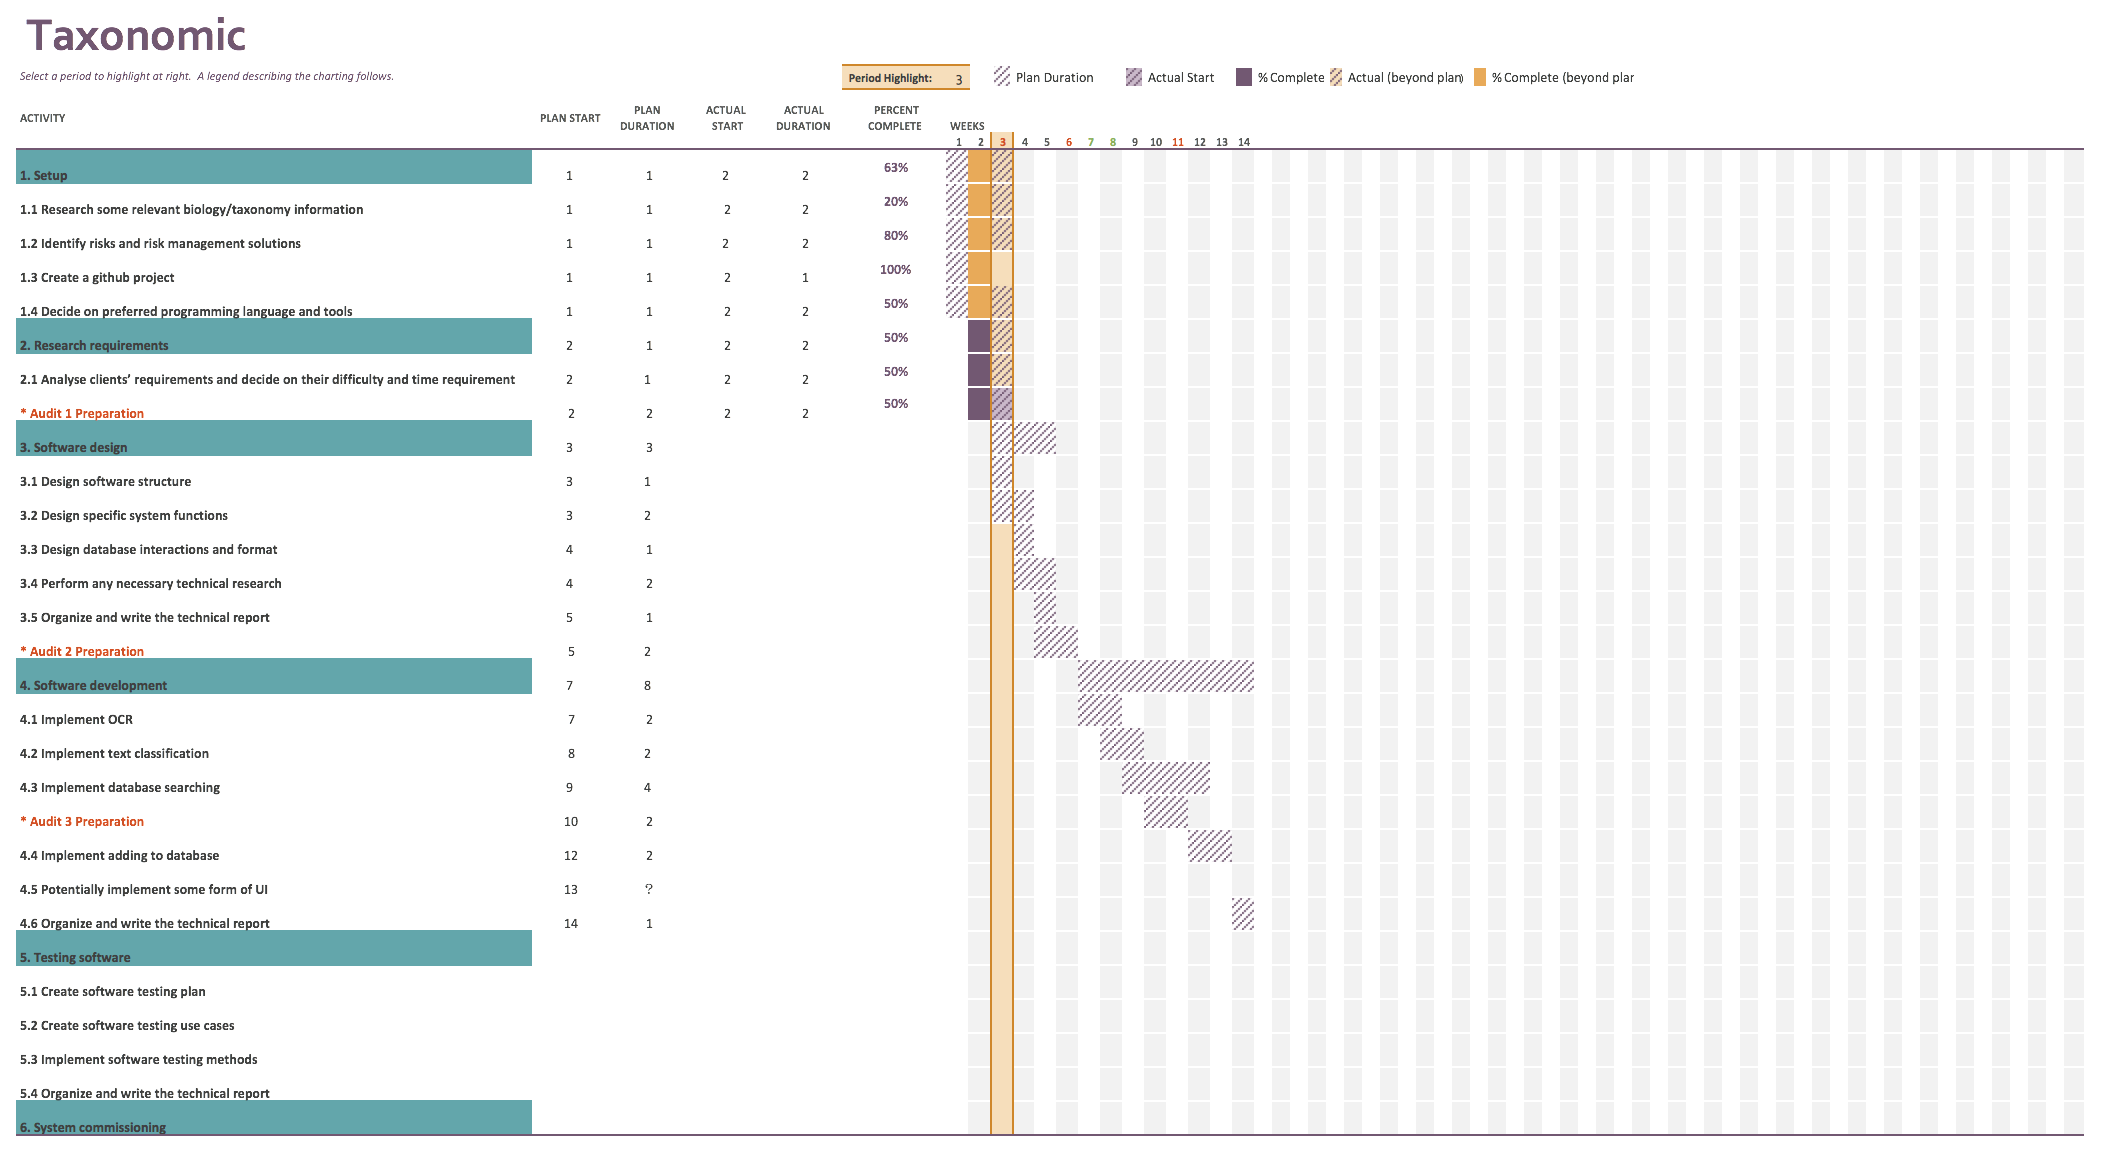 Taxonomic
Select a period to highlight at right.  A legend describing the charting follows.
Period Highlight: 3 Plan Duration Actual Start % Complete Actual (beyond plan) % Complete (beyond plar
ACTIVITY PLAN START PLAN DURATION ACTUAL START ACTUAL DURATION PERCENT COMPLETE WEEKS
1 2 3 4 5 6 7 8 9 10 11 12 13 14
1. Setup 1 1 2 2 63%
1.1 Research some relevant biology/taxonomy information 1 1 2 2 20%
1.2 Identify risks and risk management solutions 1 1 2 2 80%
1.3 Create a github project 1 1 2 1 100%
1.4 Decide on preferred programming language and tools 1 1 2 2 50%
2. Research requirements 2 1 2 2 50%
2.1 Analyse clients’ requirements and decide on their difficulty and time requirement 2 1 2 2 50%
* Audit 1 Preparation 2 2 2 2 50%
3. Software design 3 3
3.1 Design software structure 3 1
3.2 Design specific system functions 3 2
3.3 Design database interactions and format 4 1
3.4 Perform any necessary technical research 4 2
3.5 Organize and write the technical report 5 1
* Audit 2 Preparation 5 2
4. Software development 7 8
4.1 Implement OCR 7 2
4.2 Implement text classification 8 2
4.3 Implement database searching 9 4
* Audit 3 Preparation 10 2
4.4 Implement adding to database 12 2
4.5 Potentially implement some form of UI 13 ?
4.6 Organize and write the technical report 14 1
5. Testing software
5.1 Create software testing plan
5.2 Create software testing use cases
5.3 Implement software testing methods
5.4 Organize and write the technical report
6. System commissioning